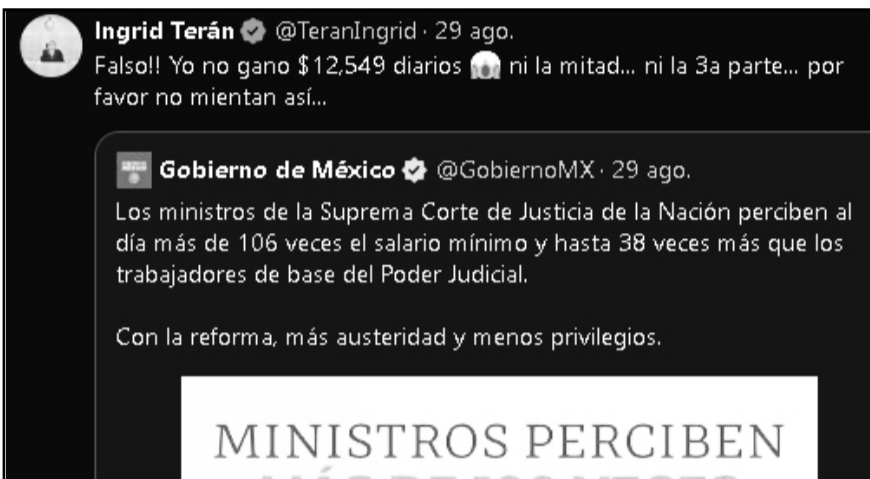 Ingrid Terán @TeranIngrid · 29 ago.
Falso!! Yo no gano $12,549 diarios 😱 ni la mitad... ni la 3a parte... por
favor no mientan así...
Gobierno de México @GobiernoMX · 29 ago.
Los ministros de la Suprema Corte de Justicia de la Nación perciben al
día más de 106 veces el salario mínimo y hasta 38 veces más que los
trabajadores de base del Poder Judicial.
Con la reforma, más austeridad y menos privilegios.
MINISTROS PERCIBEN